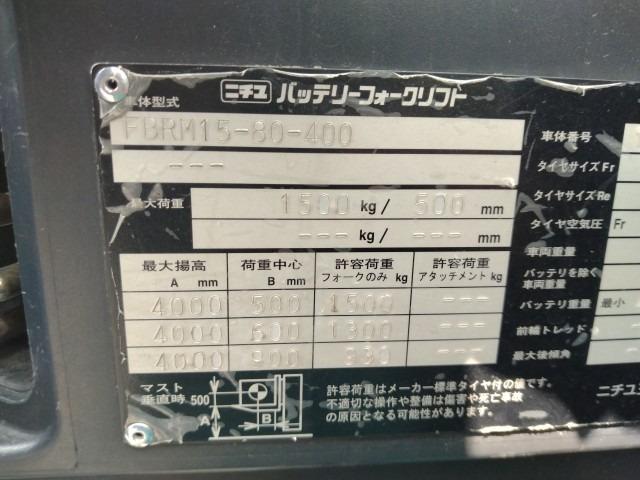 ニチユ バッテリーフォークリフト
車体型式
FBRM15-80-400
---
最大荷重 1500 kg/ 500 mm
--- kg/ --- mm
最大揚高 A mm 荷重中心 B mm 許容荷重 フォークのみ kg 許容荷重 アタッチメント kg
4000 500 1500 ---
4000 600 1300 ---
4000 900 ---
マスト垂直時 500
A B
許容荷重はメーカー標準タイヤ付の値です。
不適切な操作や整備は傷害や死亡事故
の原因となる可能性があります。
車体番号
タイヤサイズ Fr
タイヤサイズ Re
タイヤ空気圧 Fr
車両重量
バッテリを除く
車両重量
バッテリ重量 最小
前輪トレッド
最大後傾角
ニチユ